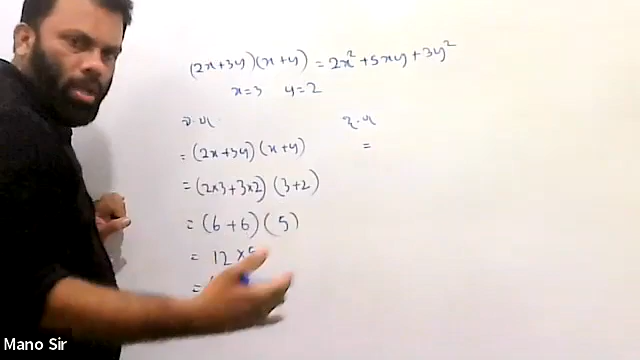 (2x+3y)(x+y) = 2x²+5xy+3y²
x=3 y=2
ව.ප ද.ප
= (2x+3y)(x+y) =
= (2×3+3×2)(3+2)
= (6+6)(5)
= 12×5
=
Mano Sir